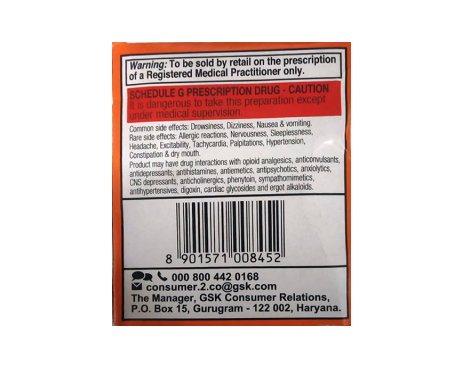 Warning: To be sold by retail on the prescription
of a Registered Medical Practitioner only.
SCHEDULE G PRESCRIPTION DRUG - CAUTION
It is dangerous to take this preparation except
under medical supervision.
Common side effects: Drowsiness, Dizziness, Nausea & vomiting.
Rare side effects: Allergic reactions, Nervousness, Sleeplessness,
Headache, Excitability, Tachycardia, Palpitations, Hypertension,
Constipation & dry mouth.
Product may have drug interactions with opioid analgesics, anticonvulsants,
antidepressants, antihistamines, antiemetics, antipsychotics, anxiolytics,
CNS depressants, anticholinergics, phenytoin, sympathomimetics,
antihypertensives, digoxin, cardiac glycosides and ergot alkaloids.
8 901571 008452
000 800 442 0168
consumer.2.co@gsk.com
The Manager, GSK Consumer Relations,
P.O. Box 15, Gurugram - 122 002, Haryana.